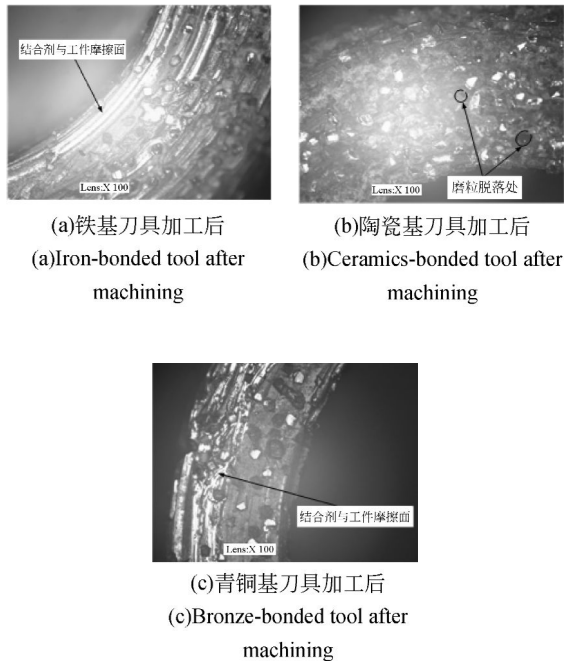 结合剂与工件摩擦面
Lens:X 100
磨粒脱落处
Lens:X 100
(a)铁基刀具加工后
(a)Iron-bonded tool after
machining
(b)陶瓷基刀具加工后
(b)Ceramics-bonded tool after
machining
结合剂与工件摩擦面
Lens:X 100
(c)青铜基刀具加工后
(c)Bronze-bonded tool after
machining